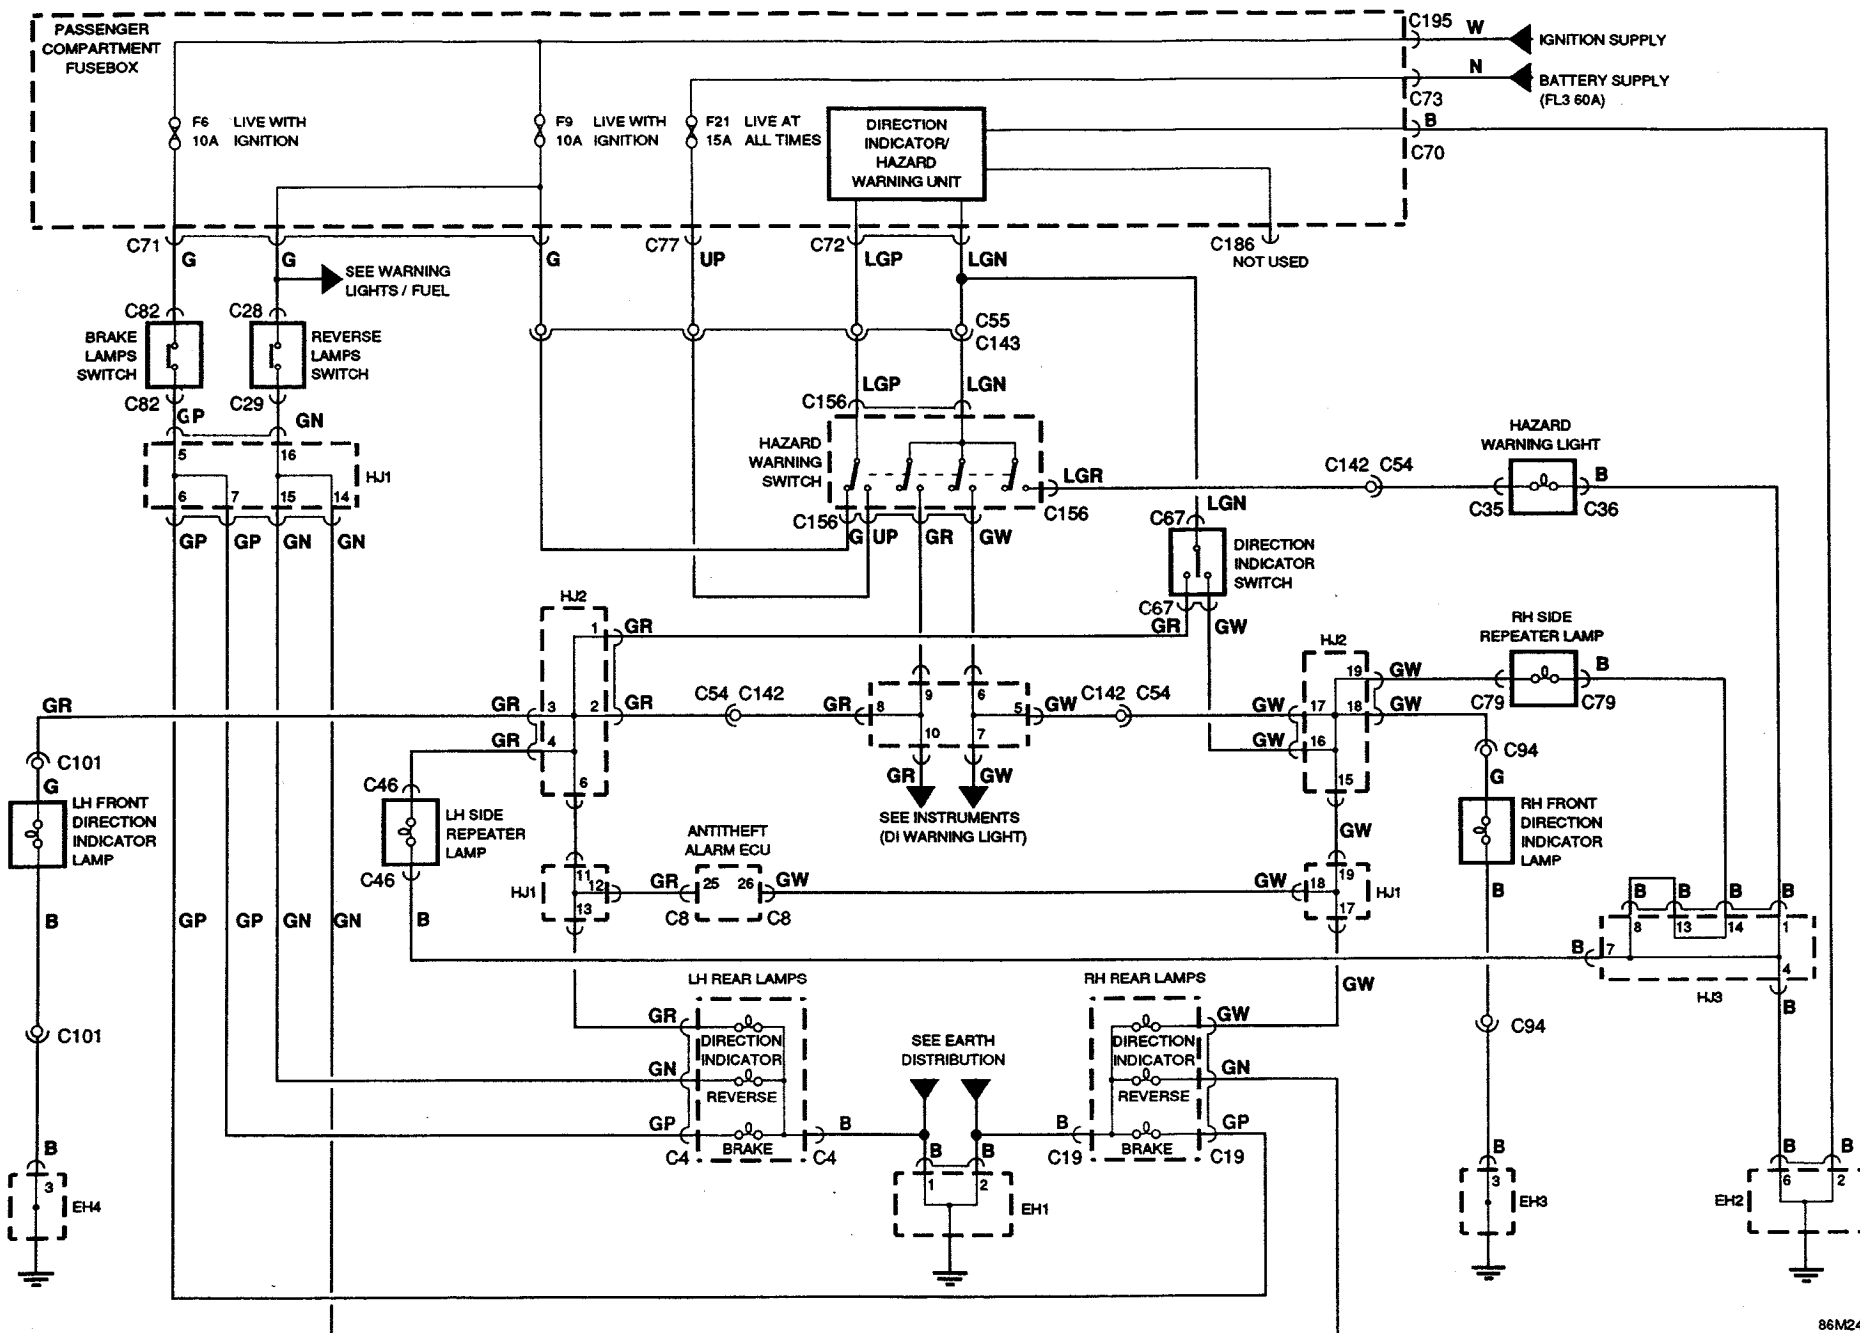 PASSENGER
COMPARTMENT
FUSEBOX
C195
W
IGNITION SUPPLY
N
BATTERY SUPPLY
(FL3 60A)
C73
F6 LIVE WITH
10A IGNITION
F9 LIVE WITH
10A IGNITION
F21 LIVE AT
15A ALL TIMES
DIRECTION
INDICATOR/
HAZARD
WARNING UNIT
B
C70
C71
G
G
G
C77
UP
C72
LGP
LGN
C186
NOT USED
SEE WARNING
LIGHTS / FUEL
C82
C28
BRAKE
LAMPS
SWITCH
REVERSE
LAMPS
SWITCH
C55
C143
C82
C29
GP
GN
LGP
LGN
C156
5
16
HJ1
6
7
15
14
GP
GP
GN
GN
HAZARD
WARNING
SWITCH
LGR
C156
C142 C54
HAZARD
WARNING LIGHT
B
C35
C36
C156
G
UP
GR
GW
LGN
C67
DIRECTION
INDICATOR
SWITCH
C67
GR
GW
HJ2
1
GR
HJ2
RH SIDE
REPEATER LAMP
19
GW
B
C79
C79
GR
GR
3
2
GR
C54 C142
GR
8
9
6
5
GW
C142 C54
GW
17
18
GW
GR
4
10
7
GW
16
C94
C101
G
6
GR
GW
15
G
LH FRONT
DIRECTION
INDICATOR
LAMP
C46
LH SIDE
REPEATER
LAMP
C46
SEE INSTRUMENTS
(DI WARNING LIGHT)
GW
RH FRONT
DIRECTION
INDICATOR
LAMP
ANTITHEFT
ALARM ECU
HJ1
11
12
13
GR
25
26
GW
C8
C8
GW
18
19
17
HJ1
B
B
B
B
B
B
B
GP
GP
GN
GN
B
8
13
14
1
B
7
4
HJ3
B
LH REAR LAMPS
RH REAR LAMPS
GW
GR
DIRECTION
INDICATOR
GN
REVERSE
GP
BRAKE
C4
C4
B
SEE EARTH
DISTRIBUTION
B
B
B
C19
GW
DIRECTION
INDICATOR
GN
REVERSE
GP
BRAKE
C19
C101
C94
B
3
EH4
1
2
EH1
B
3
EH3
B
B
6
2
EH2
86M24